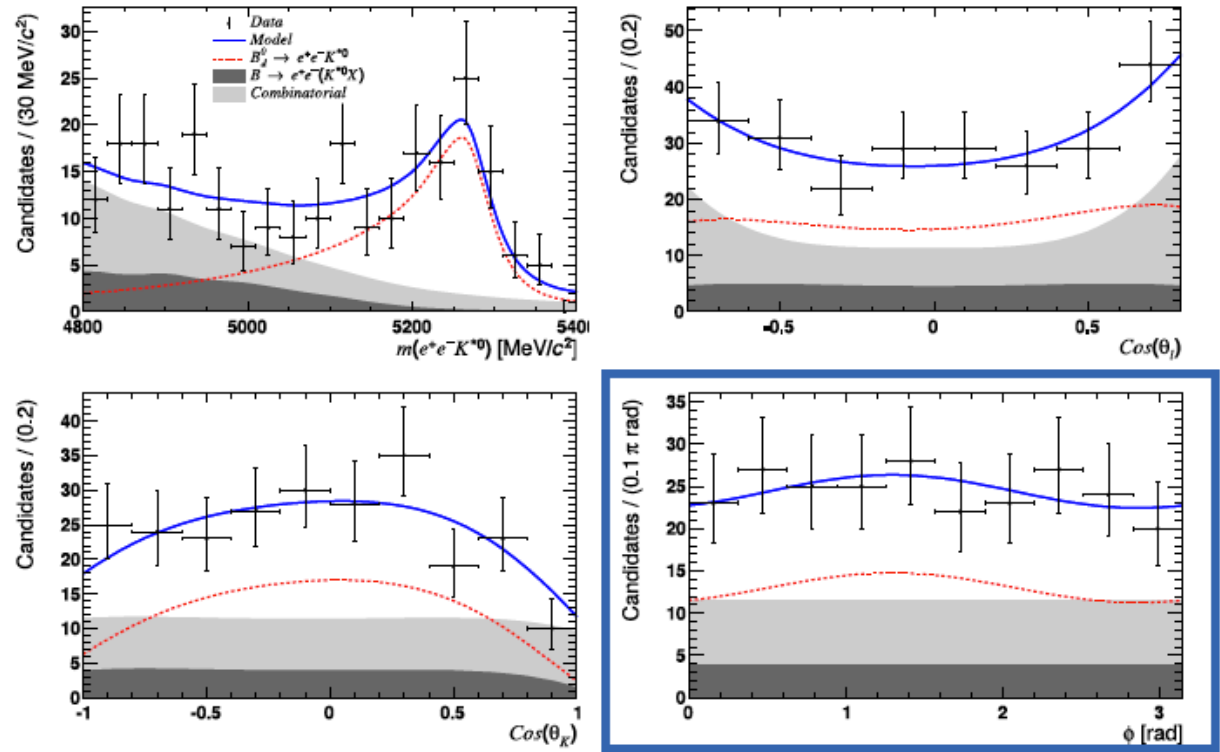 Candidates / (30 MeV/c²)
30
25
20
15
10
5
0
Data
Model
B⁰_d → e⁺e⁻K*⁰
B → e⁺e⁻(K*⁰X)
Combinatorial
4800 5000 5200 5400
m(e⁺e⁻K*⁰) [MeV/c²]
Candidates / (0.2)
50
40
30
20
10
0
-0.5 0 0.5
Cos(θ_l)
Candidates / (0.2)
40
35
30
25
20
15
10
5
0
-1 -0.5 0 0.5 1
Cos(θ_K)
Candidates / (0.1 π rad)
35
30
25
20
15
10
5
0
0 1 2 3
ϕ [rad]